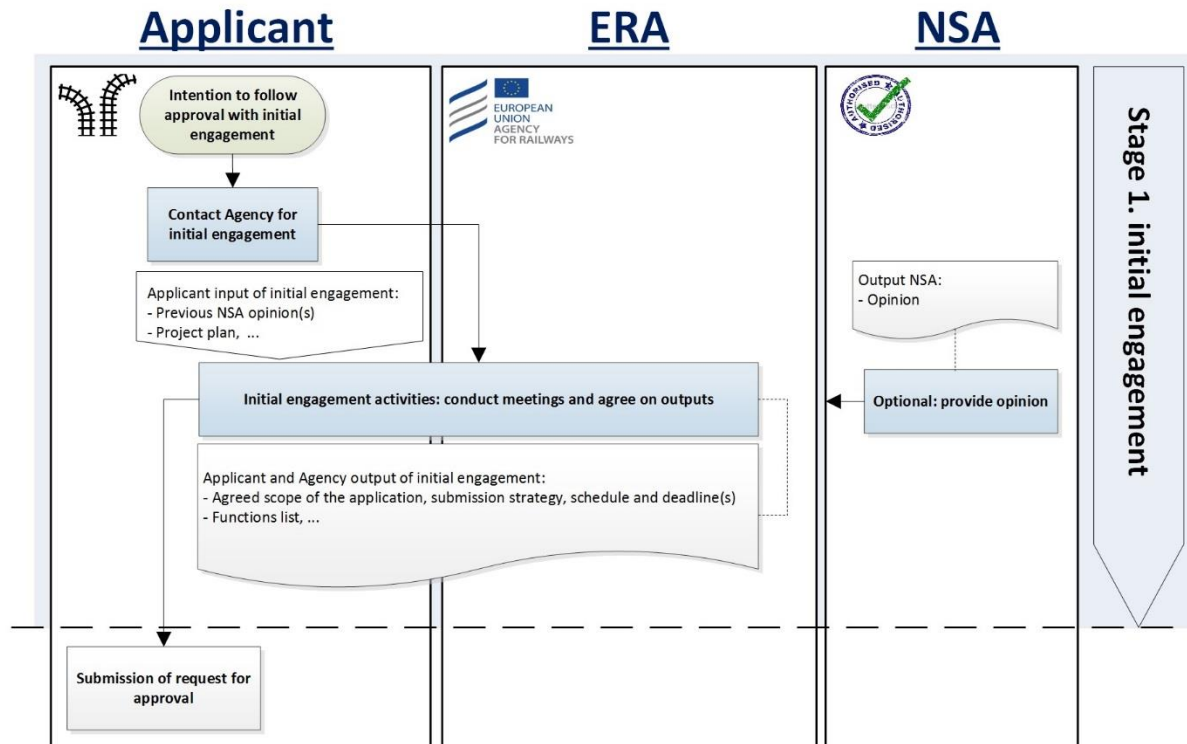 Applicant
ERA
NSA
Intention to follow
approval with initial
engagement
EUROPEAN
UNION
AGENCY
FOR RAILWAYS
AUTHORISED
AUTHORISED
Stage 1. initial engagement
Contact Agency for
initial engagement
Applicant input of initial engagement:
- Previous NSA opinion(s)
- Project plan, ...
Output NSA:
- Opinion
Initial engagement activities: conduct meetings and agree on outputs
Optional: provide opinion
Applicant and Agency output of initial engagement:
- Agreed scope of the application, submission strategy, schedule and deadline(s)
- Functions list, ...
Submission of request for
approval